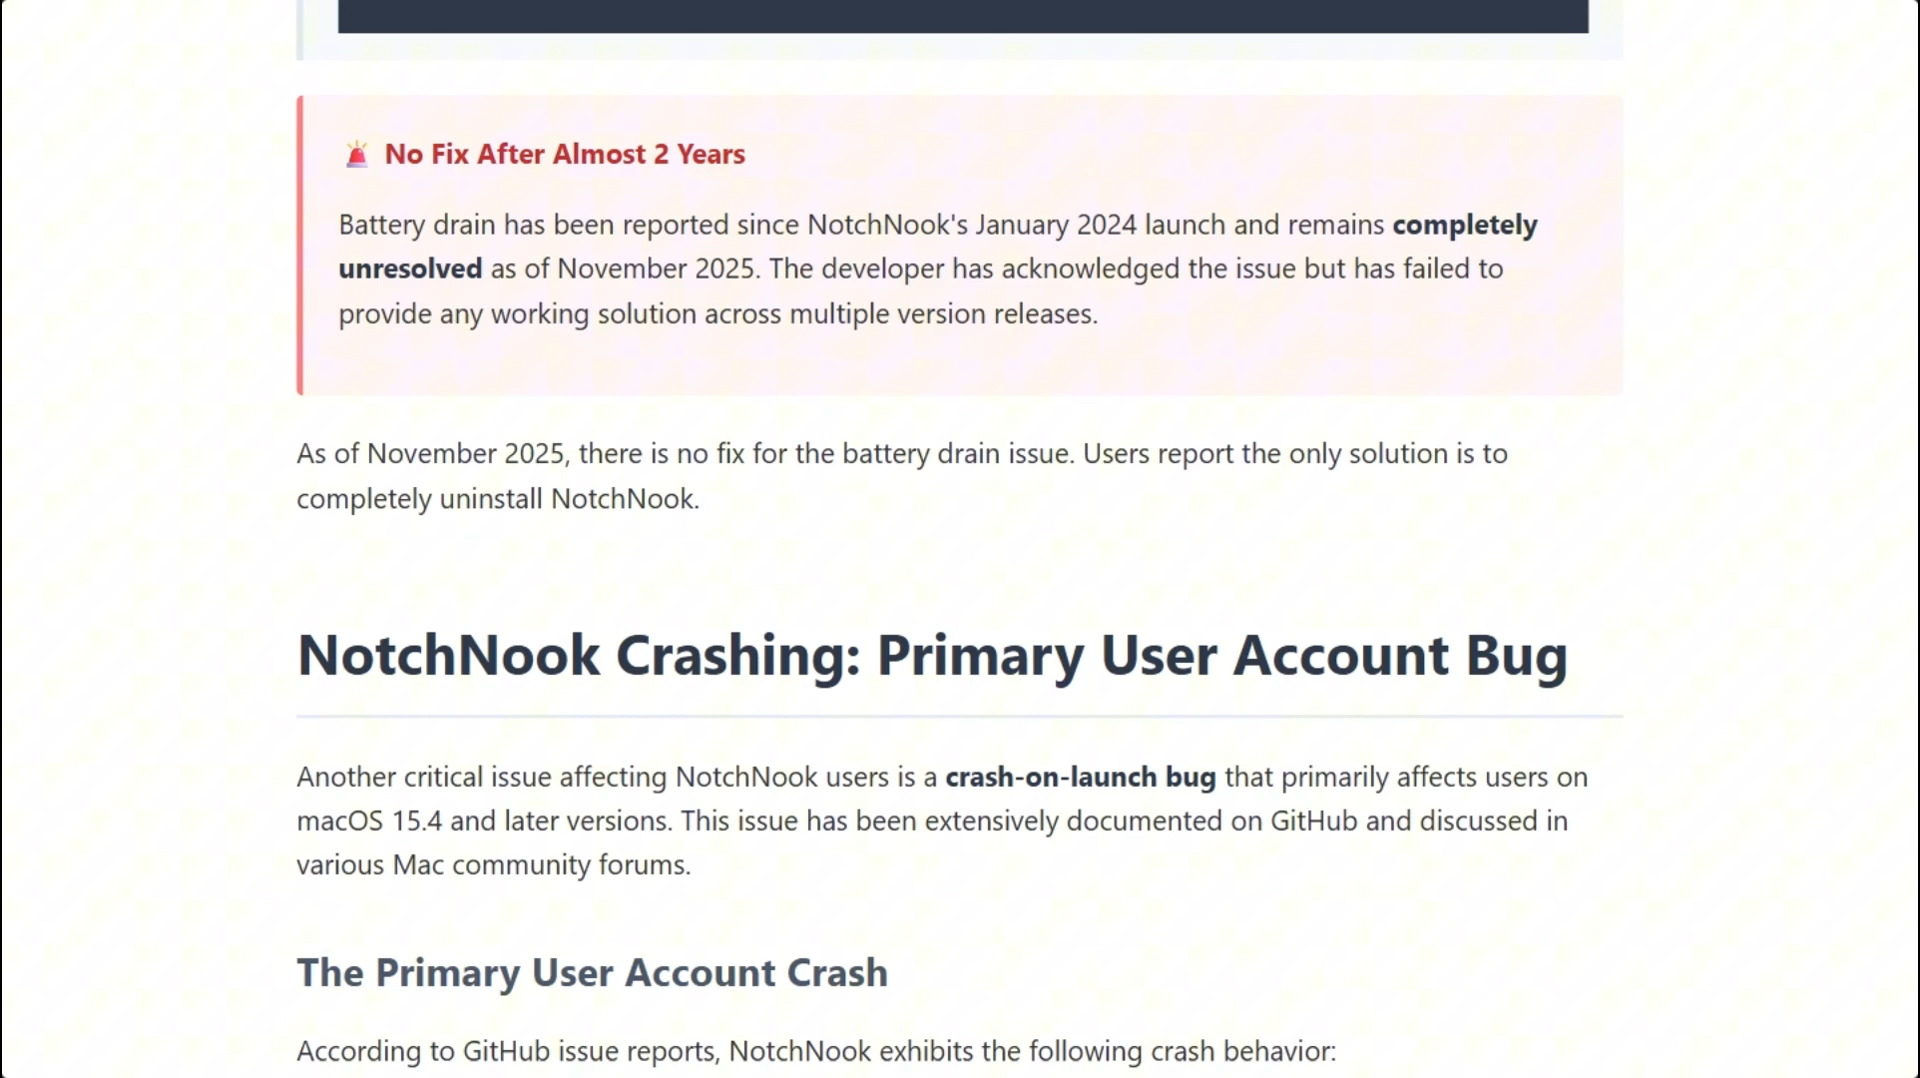 No Fix After Almost 2 Years
Battery drain has been reported since NotchNook's January 2024 launch and remains completely
unresolved as of November 2025. The developer has acknowledged the issue but has failed to
provide any working solution across multiple version releases.
As of November 2025, there is no fix for the battery drain issue. Users report the only solution is to
completely uninstall NotchNook.
NotchNook Crashing: Primary User Account Bug
Another critical issue affecting NotchNook users is a crash-on-launch bug that primarily affects users on
macOS 15.4 and later versions. This issue has been extensively documented on GitHub and discussed in
various Mac community forums.
The Primary User Account Crash
According to GitHub issue reports, NotchNook exhibits the following crash behavior: